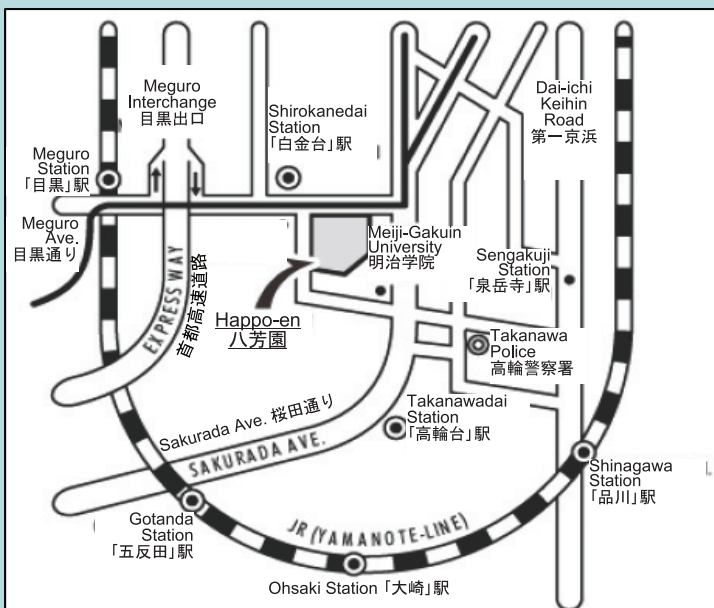 Meguro
Interchange
目黒出口
Dai-ichi
Keihin
Road
第一京浜
Shirokanedai
Station
「白金台」駅
Meguro
Station
「目黒」駅
Meguro
Ave.
目黒通り
Meiji-Gakuin
University
明治学院
Sengakuji
Station
「泉岳寺」駅
EXPRESS WAY
首都高速道路
Happo-en
八芳園
Takanawa
Police
高輪警察署
Sakurada Ave. 桜田通り
SAKURADA AVE.
Takanawadai
Station
「高輪台」駅
Shinagawa
Station
「品川」駅
Gotanda
Station
「五反田」駅
JR (YAMANOTE-LINE)
Ohsaki Station「大崎」駅